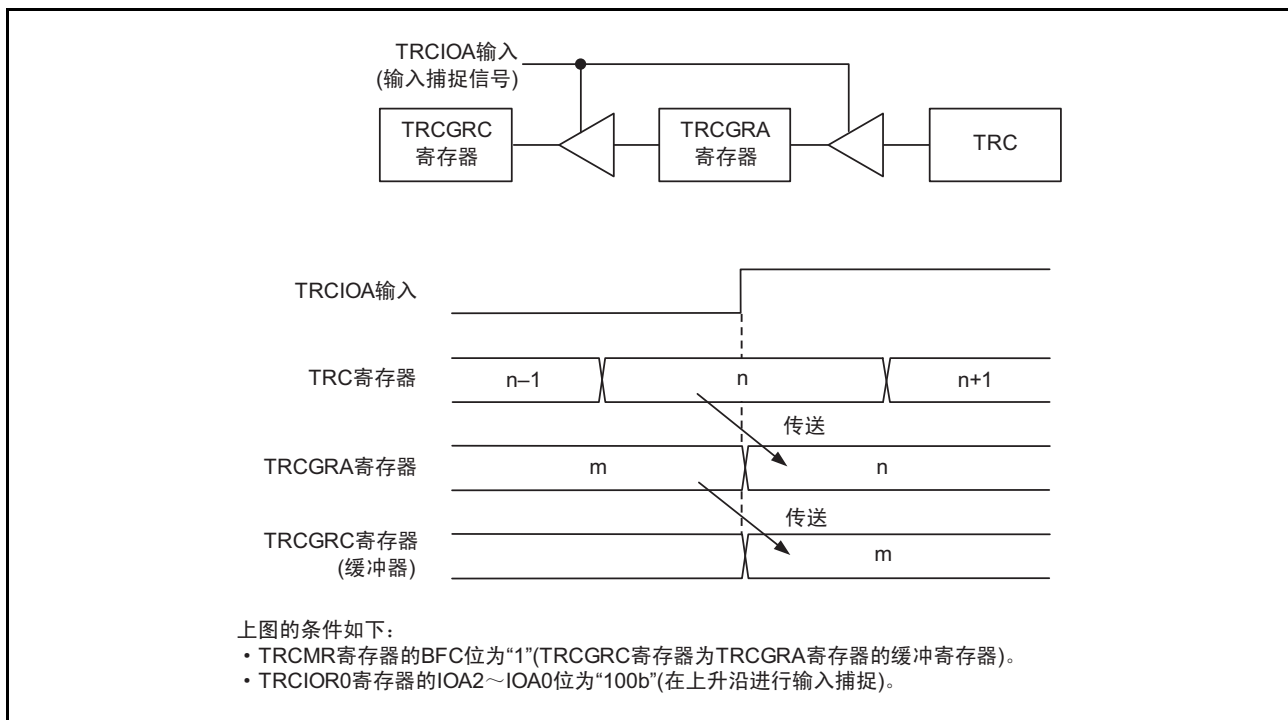 TRCIOA输入
(输入捕捉信号)
TRCGRC
寄存器
TRCGRA
寄存器
TRC
TRCIOA输入
TRC寄存器
n–1
n
n+1
传送
TRCGRA寄存器
m
n
传送
TRCGRC寄存器
(缓冲器)
m
上图的条件如下：
・TRCMR寄存器的BFC位为“1”(TRCGRC寄存器为TRCGRA寄存器的缓冲寄存器)。
・TRCIOR0寄存器的IOA2～IOA0位为“100b”(在上升沿进行输入捕捉)。